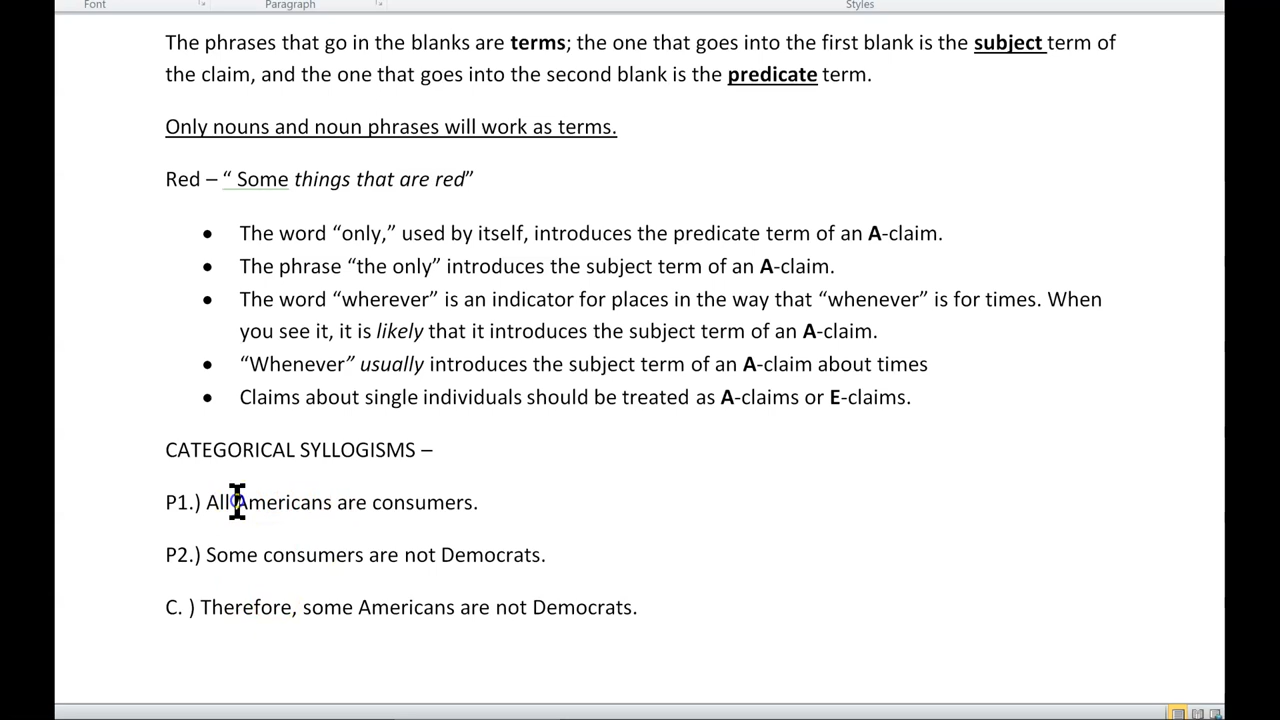 Font Paragraph Styles
The phrases that go in the blanks are terms; the one that goes into the first blank is the subject term of
the claim, and the one that goes into the second blank is the predicate term.
Only nouns and noun phrases will work as terms.
Red – “ Some things that are red”
• The word “only,” used by itself, introduces the predicate term of an A-claim.
• The phrase “the only” introduces the subject term of an A-claim.
• The word “wherever” is an indicator for places in the way that “whenever” is for times. When
you see it, it is likely that it introduces the subject term of an A-claim.
• “Whenever” usually introduces the subject term of an A-claim about times
• Claims about single individuals should be treated as A-claims or E-claims.
CATEGORICAL SYLLOGISMS –
P1.) All Americans are consumers.
P2.) Some consumers are not Democrats.
C. ) Therefore, some Americans are not Democrats.